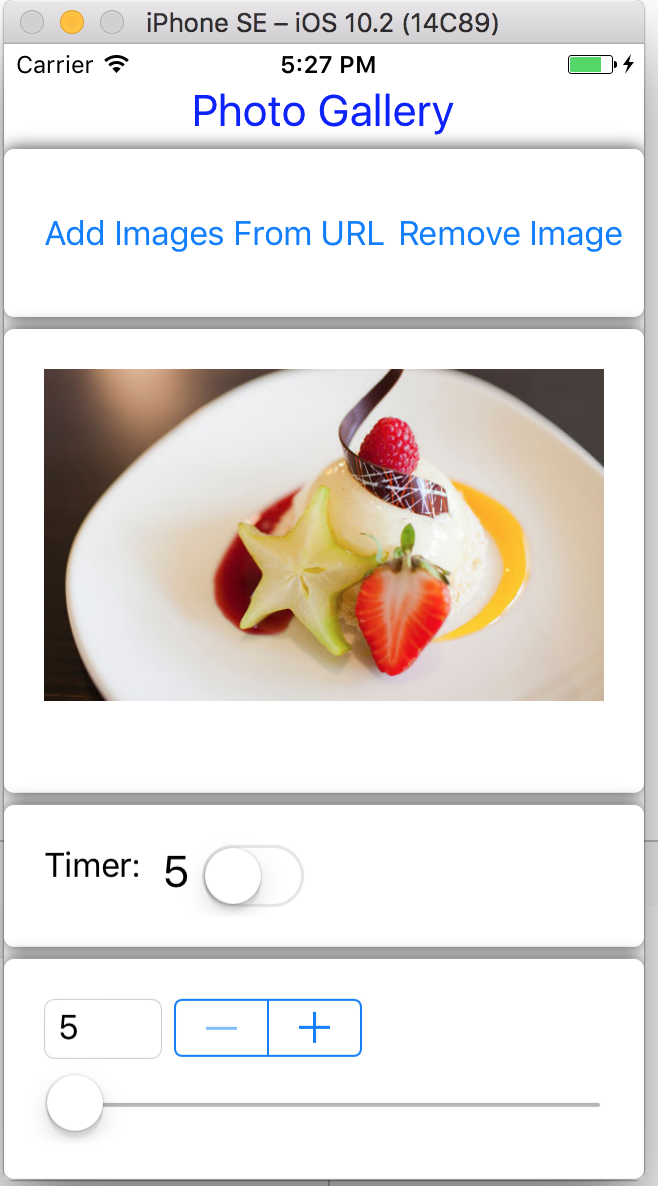 iPhone SE – iOS 10.2 (14C89)
Carrier 5:27 PM
Photo Gallery
Add Images From URL Remove Image
Timer: 5
5 − +